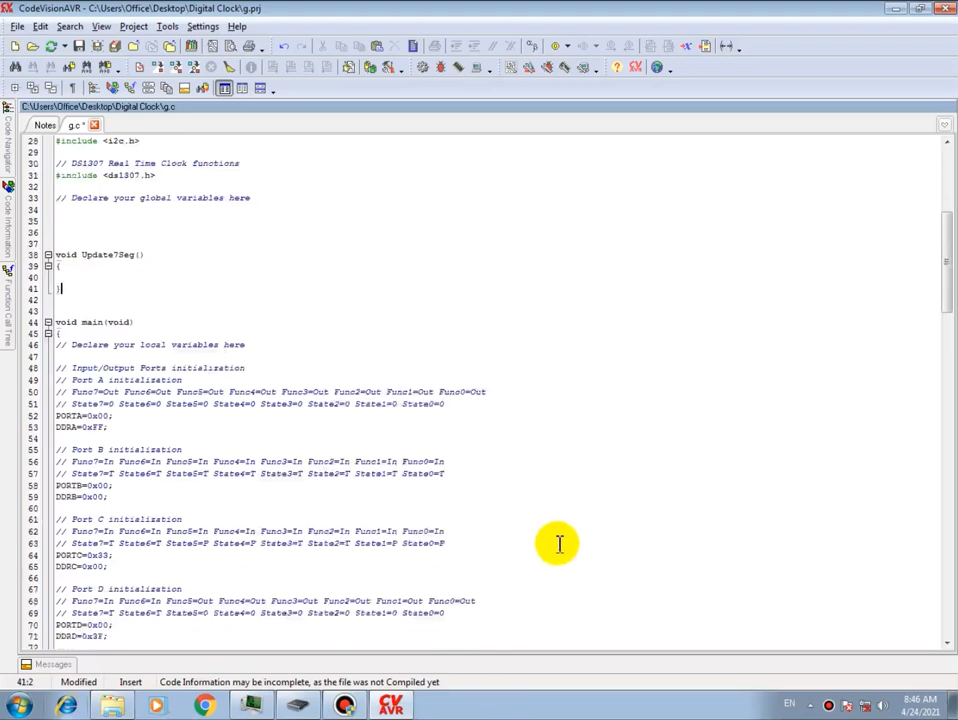 CodeVisionAVR - C:\Users\Office\Desktop\Digital Clock\g.prj
File Edit Search View Project Tools Settings Help
C:\Users\Office\Desktop\Digital Clock\g.c
Notes g.c *
Code Navigator
Code Information
Function Call Tree
28 #include <i2c.h>
29
30 // DS1307 Real Time Clock functions
31 #include <ds1307.h>
32
33 // Declare your global variables here
34
35
36
37
38 void Update7Seg()
39 {
40
41 }
42
43
44 void main(void)
45 {
46 // Declare your local variables here
47
48 // Input/Output Ports initialization
49 // Port A initialization
50 // Func7=Out Func6=Out Func5=Out Func4=Out Func3=Out Func2=Out Func1=Out Func0=Out
51 // State7=0 State6=0 State5=0 State4=0 State3=0 State2=0 State1=0 State0=0
52 PORTA=0x00;
53 DDRA=0xFF;
54
55 // Port B initialization
56 // Func7=In Func6=In Func5=In Func4=In Func3=In Func2=In Func1=In Func0=In
57 // State7=T State6=T State5=T State4=T State3=T State2=T State1=T State0=T
58 PORTB=0x00;
59 DDRB=0x00;
60
61 // Port C initialization
62 // Func7=In Func6=In Func5=In Func4=In Func3=In Func2=In Func1=In Func0=In
63 // State7=T State6=T State5=P State4=P State3=T State2=T State1=P State0=P
64 PORTC=0x33;
65 DDRC=0x00;
66
67 // Port D initialization
68 // Func7=In Func6=In Func5=Out Func4=Out Func3=Out Func2=Out Func1=Out Func0=Out
69 // State7=T State6=T State5=0 State4=0 State3=0 State2=0 State1=0 State0=0
70 PORTD=0x00;
71 DDRD=0x3F;
72
Messages
41:2 Modified Insert Code Information may be incomplete, as the file was not Compiled yet
CV AVR EN 8:46 AM
4/24/2021